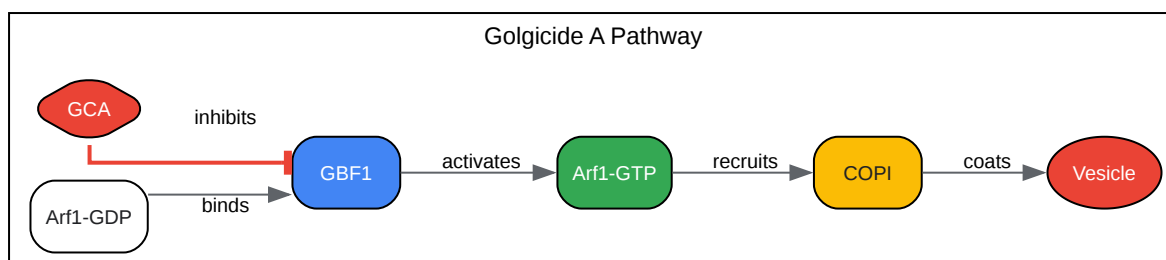 Golgicide A Pathway
GCA
inhibits
GBF1
activates
Arf1-GTP
recruits
COPI
coats
Vesicle
Arf1-GDP
binds